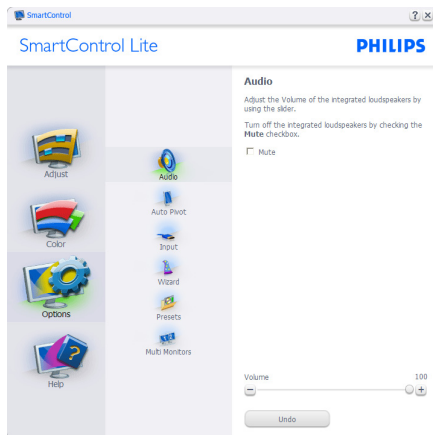 SmartControl
SmartControl Lite
PHILIPS
Adjust
Color
Options
Help
Audio
Auto Pivot
Input
Wizard
Presets
Multi Monitors
Audio
Adjust the Volume of the integrated loudspeakers by
using the slider.
Turn off the integrated loudspeakers by checking the
Mute checkbox.
Mute
Volume 100
Undo